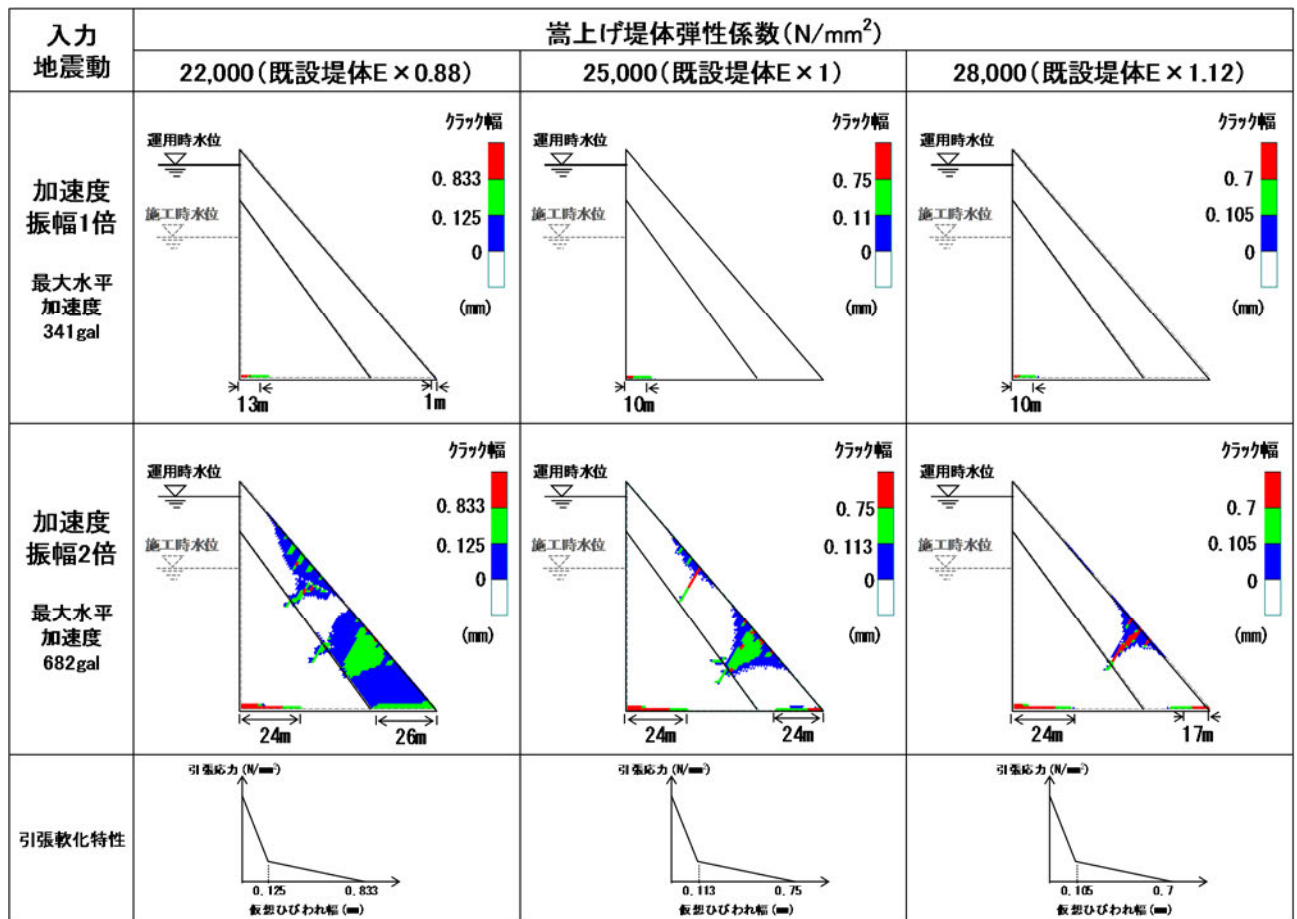 入力
地震動
嵩上げ堤体弾性係数(N/mm²)
22,000(既設堤体E×0.88)
25,000(既設堤体E×1)
28,000(既設堤体E×1.12)
加速度
振幅1倍
最大水平
加速度
341gal
運用時水位
施工時水位
クラック幅
0.833
0.125
0
(mm)
13m
1m
運用時水位
施工時水位
クラック幅
0.75
0.11
0
(mm)
10m
運用時水位
施工時水位
クラック幅
0.7
0.105
0
(mm)
10m
加速度
振幅2倍
最大水平
加速度
682gal
運用時水位
施工時水位
クラック幅
0.833
0.125
0
(mm)
24m
26m
運用時水位
施工時水位
クラック幅
0.75
0.113
0
(mm)
24m
24m
運用時水位
施工時水位
クラック幅
0.7
0.105
0
(mm)
24m
17m
引張軟化特性
引張応力(N/mm²)
0.125
0.833
仮想ひびわれ幅(mm)
引張応力(N/mm²)
0.113
0.75
仮想ひびわれ幅(mm)
引張応力(N/mm²)
0.105
0.7
仮想ひびわれ幅(mm)